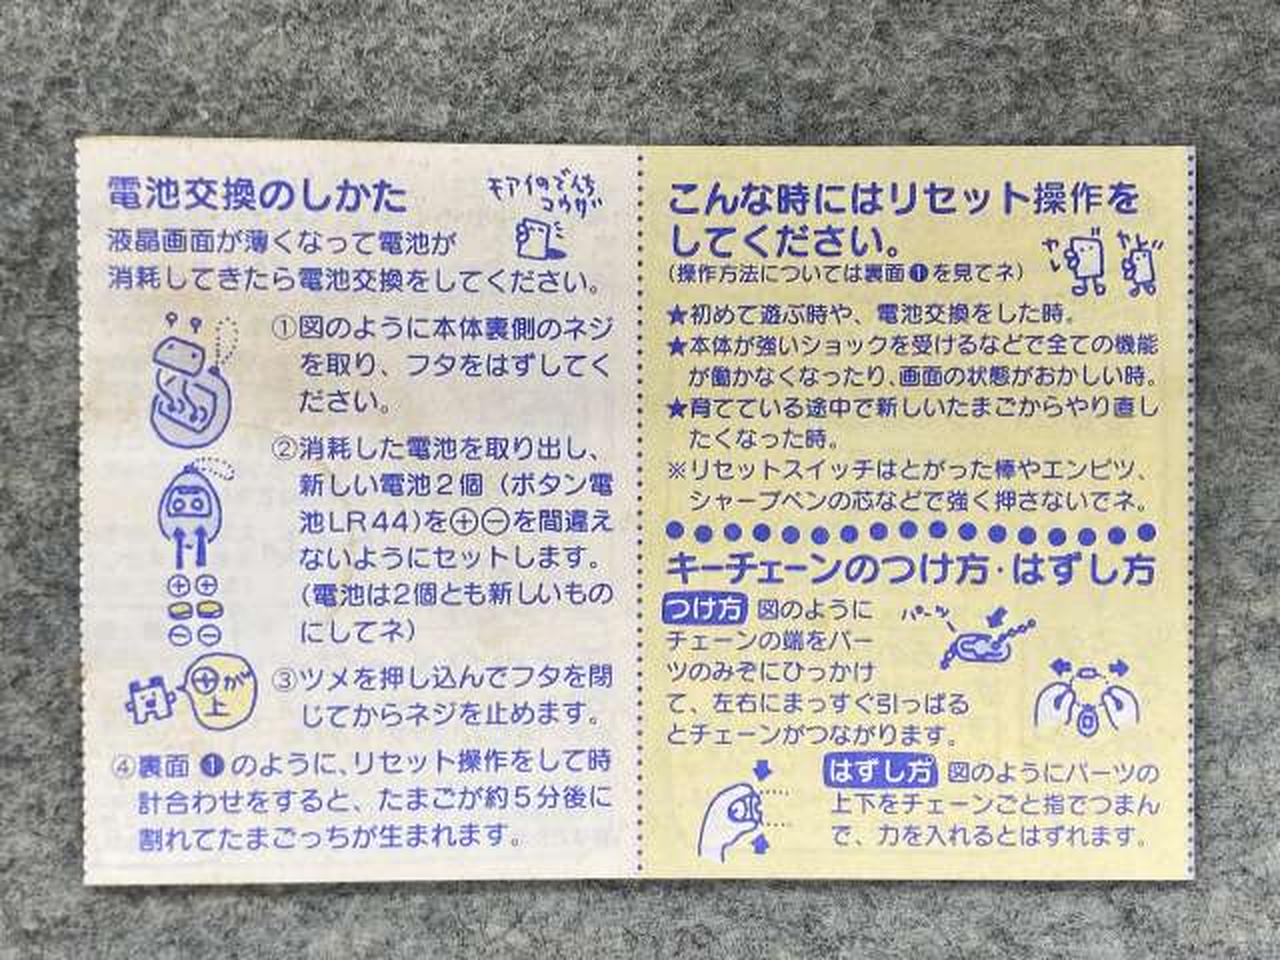 電池交換のしかた
キアイのでんち
コウカン
液晶画面が薄くなって電池が
消耗してきたら電池交換をしてください。
①図のように本体裏側のネジ
を取り、フタをはずしてく
ださい。
②消耗した電池を取り出し、
新しい電池2個(ボタン電
池LR44)を⊕⊖を間違え
ないようにセットします。
(電池は2個とも新しいもの
にしてネ)
⊕が
上
③ツメを押し込んでフタを閉
じてからネジを止めます。
④裏面❶のように、リセット操作をして時
計合わせをすると、たまごが約5分後に
割れてたまごっちが生まれます。
こんな時にはリセット操作を
してください。
(操作方法については裏面❶を見てネ)
★初めて遊ぶ時や、電池交換をした時。
★本体が強いショックを受けるなどで全ての機能
が働かなくなったり、画面の状態がおかしい時。
★育てている途中で新しいたまごからやり直し
たくなった時。
※リセットスイッチはとがった棒やエンピツ、
シャープペンの芯などで強く押さないでネ。
キーチェーンのつけ方・はずし方
つけ方 図のように
チェーンの端をパー
ツのみぞにひっかけ
て、左右にまっすぐ引っぱる
とチェーンがつながります。
パーツ
はずし方 図のようにパーツの
上下をチェーンごと指でつまん
で、力を入れるとはずれます。